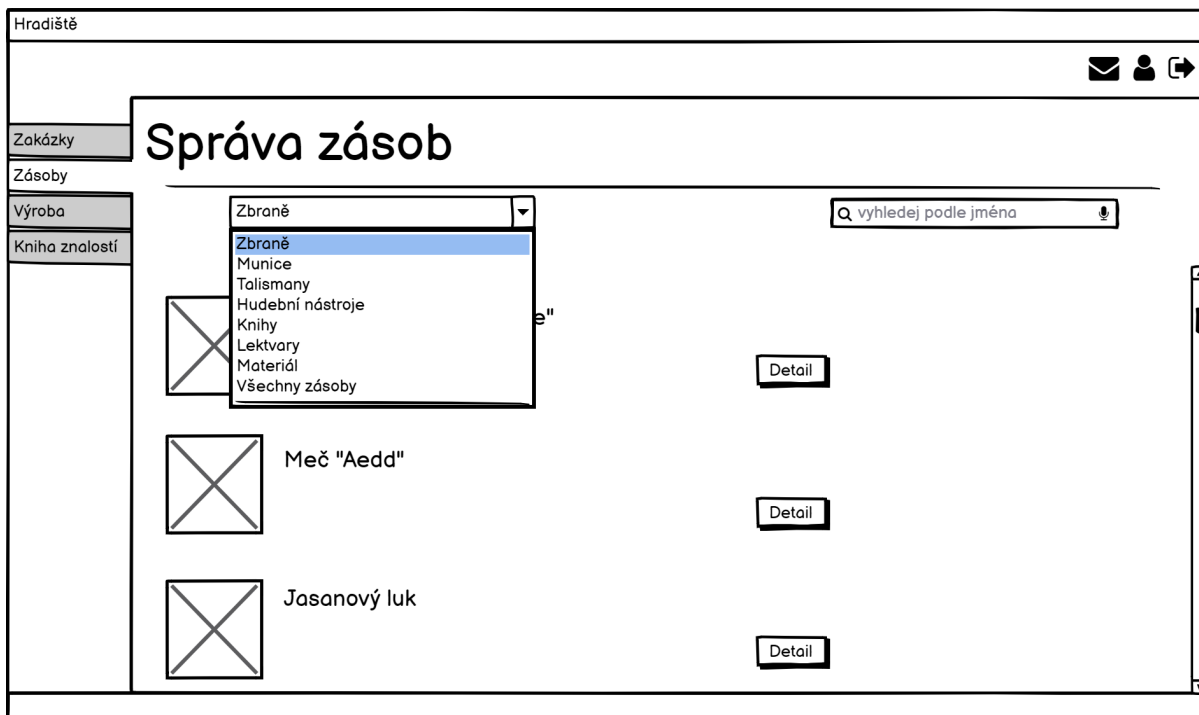 Hradiště
Zakázky
Zásoby
Výroba
Kniha znalostí
Správa zásob
Zbraně
vyhledej podle jména
Zbraně
Munice
Talismany
Hudební nástroje
Knihy
Lektvary
Materiál
Všechny zásoby
e"
Detail
Meč "Aedd"
Detail
Jasanový luk
Detail